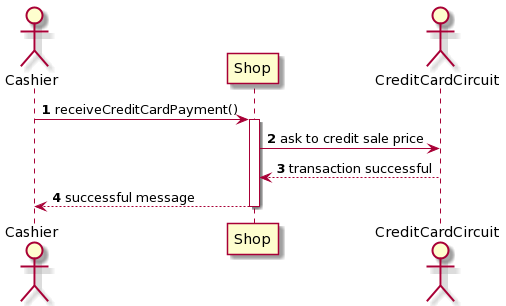 Cashier
Shop
CreditCardCircuit
1 receiveCreditCardPayment()
2 ask to credit sale price
3 transaction successful
4 successful message
Cashier
Shop
CreditCardCircuit